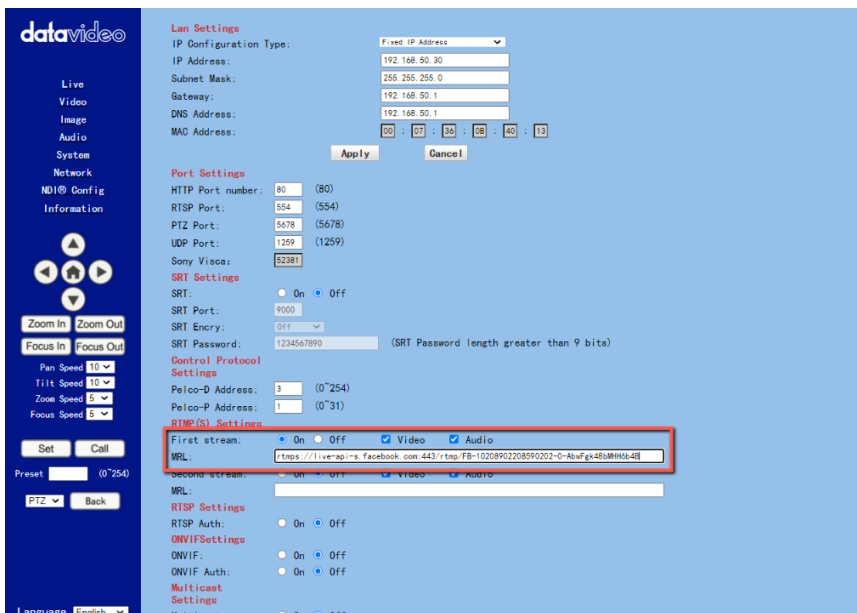 datavideo
Live
Video
Image
Audio
System
Network
NDI® Config
Information
Zoom In Zoom Out
Focus In Focus Out
Pan Speed 10
Tilt Speed 10
Zoom Speed 5
Focus Speed 5
Set Call
Preset (0~254)
PTZ Back
Language English
Lan Settings
IP Configuration Type: Fixed IP Address
IP Address: 192.168.50.30
Subnet Mask: 255.255.255.0
Gateway: 192.168.50.1
DNS Address: 192.168.50.1
MAC Address: 00 : 07 : 36 : 0B : 40 : 13
Apply Cancel
Port Settings
HTTP Port number: 80 (80)
RTSP Port: 554 (554)
PTZ Port: 5678 (5678)
UDP Port: 1259 (1259)
Sony Visca: 52381
SRT Settings
SRT: On Off
SRT Port: 9000
SRT Encry: Off
SRT Password: 1234567890 (SRT Password length greater than 9 bits)
Control Protocol
Settings
Pelco-D Address: 3 (0~254)
Pelco-P Address: 1 (0~31)
RTMP(S) Settings
First stream: On Off Video Audio
MRL: rtmps://live-api-s.facebook.com:443/rtmp/FB-10208902208590202-0-AbwFgk48bMHH6b4B
Second stream: On Off Video Audio
MRL:
RTSP Settings
RTSP Auth: On Off
ONVIFSettings
ONVIF: On Off
ONVIF Auth: On Off
Multicast
Settings